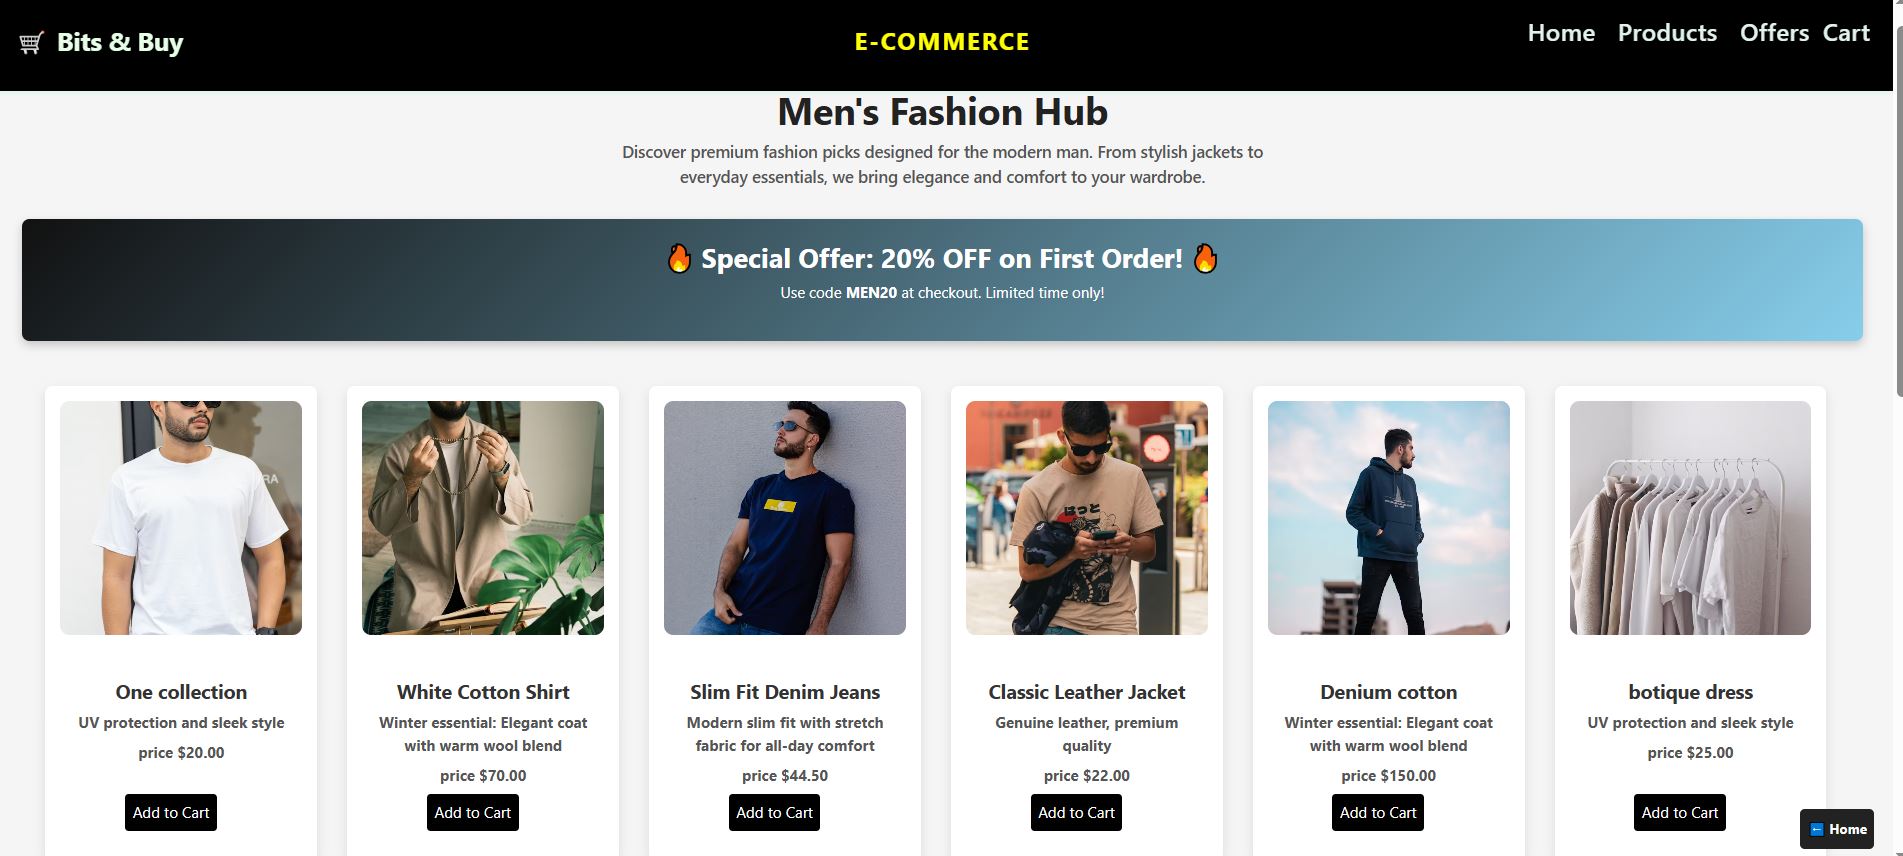 Bits & Buy
E-COMMERCE
Home Products Offers Cart
Men's Fashion Hub
Discover premium fashion picks designed for the modern man. From stylish jackets to
everyday essentials, we bring elegance and comfort to your wardrobe.
🔥 Special Offer: 20% OFF on First Order! 🔥
Use code MEN20 at checkout. Limited time only!
RA
はっと
One collection
UV protection and sleek style
price $20.00
Add to Cart
White Cotton Shirt
Winter essential: Elegant coat
with warm wool blend
price $70.00
Add to Cart
Slim Fit Denim Jeans
Modern slim fit with stretch
fabric for all-day comfort
price $44.50
Add to Cart
Classic Leather Jacket
Genuine leather, premium
quality
price $22.00
Add to Cart
Denium cotton
Winter essential: Elegant coat
with warm wool blend
price $150.00
Add to Cart
botique dress
UV protection and sleek style
price $25.00
Add to Cart
← Home